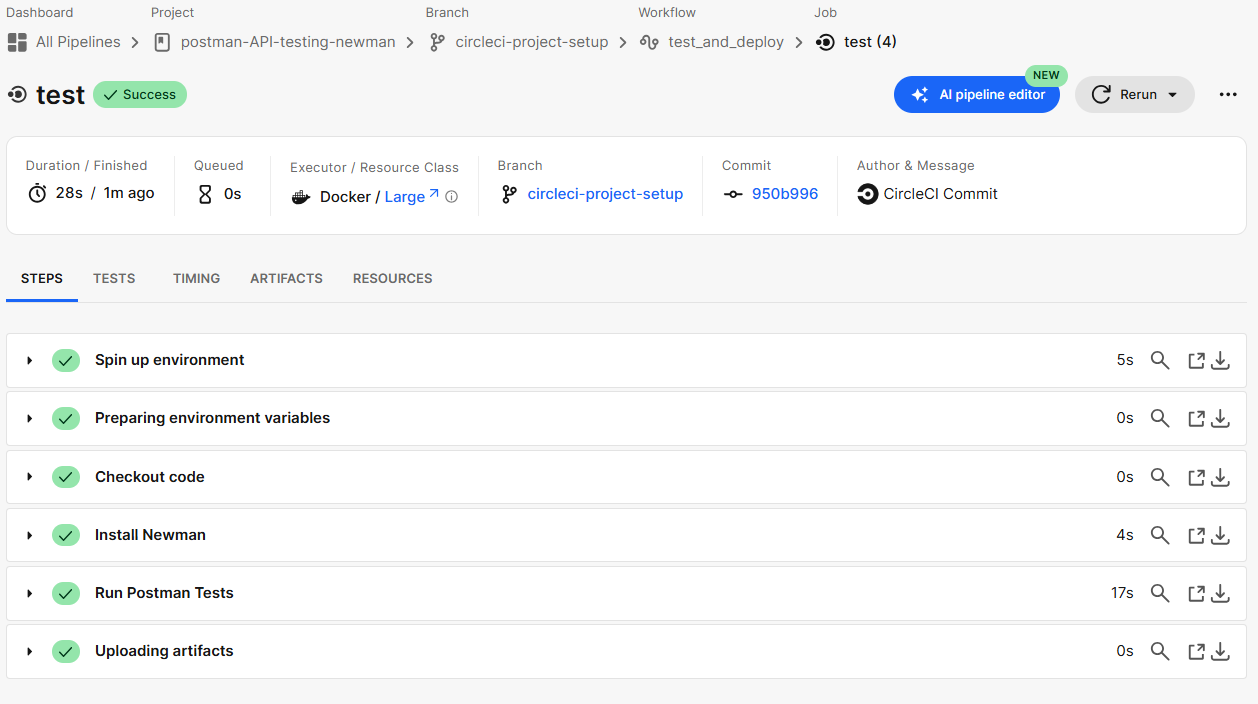 Dashboard Project Branch Workflow Job
All Pipelines postman-API-testing-newman circleci-project-setup test_and_deploy test (4)
test Success NEW AI pipeline editor Rerun
Duration / Finished Queued Executor / Resource Class Branch Commit Author & Message
28s / 1m ago 0s Docker / Large circleci-project-setup 950b996 CircleCI Commit
STEPS TESTS TIMING ARTIFACTS RESOURCES
Spin up environment 5s
Preparing environment variables 0s
Checkout code 0s
Install Newman 4s
Run Postman Tests 17s
Uploading artifacts 0s